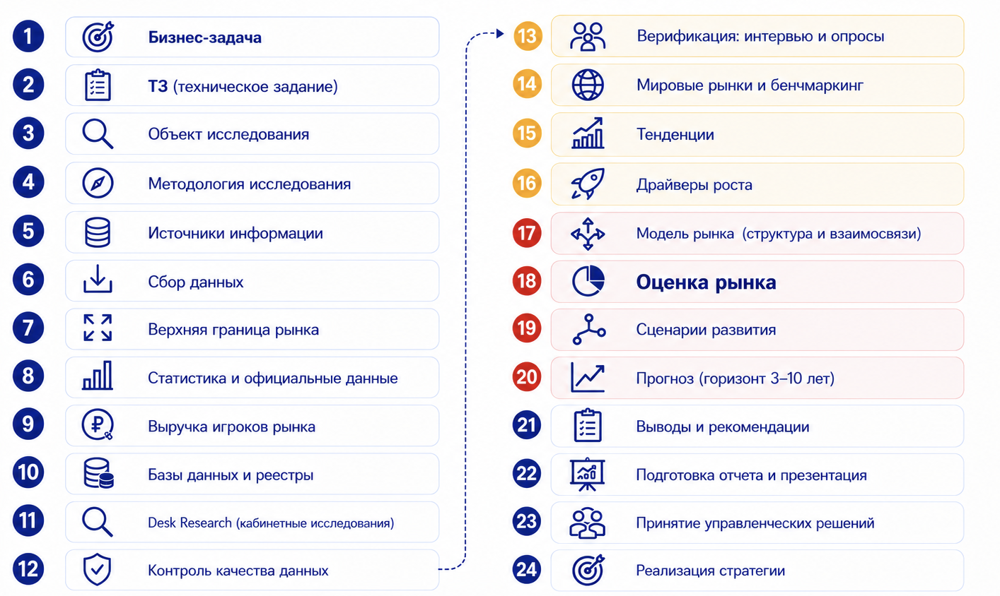 1 Бизнес-задача
2 ТЗ (техническое задание)
3 Объект исследования
4 Методология исследования
5 Источники информации
6 Сбор данных
7 Верхняя граница рынка
8 Статистика и официальные данные
9 ₽ Выручка игроков рынка
10 Базы данных и реестры
11 Desk Research (кабинетные исследования)
12 Контроль качества данных
13 Верификация: интервью и опросы
14 Мировые рынки и бенчмаркинг
15 Тенденции
16 Драйверы роста
17 Модель рынка (структура и взаимосвязи)
18 Оценка рынка
19 Сценарии развития
20 Прогноз (горизонт 3–10 лет)
21 Выводы и рекомендации
22 Подготовка отчета и презентация
23 Принятие управленческих решений
24 Реализация стратегии